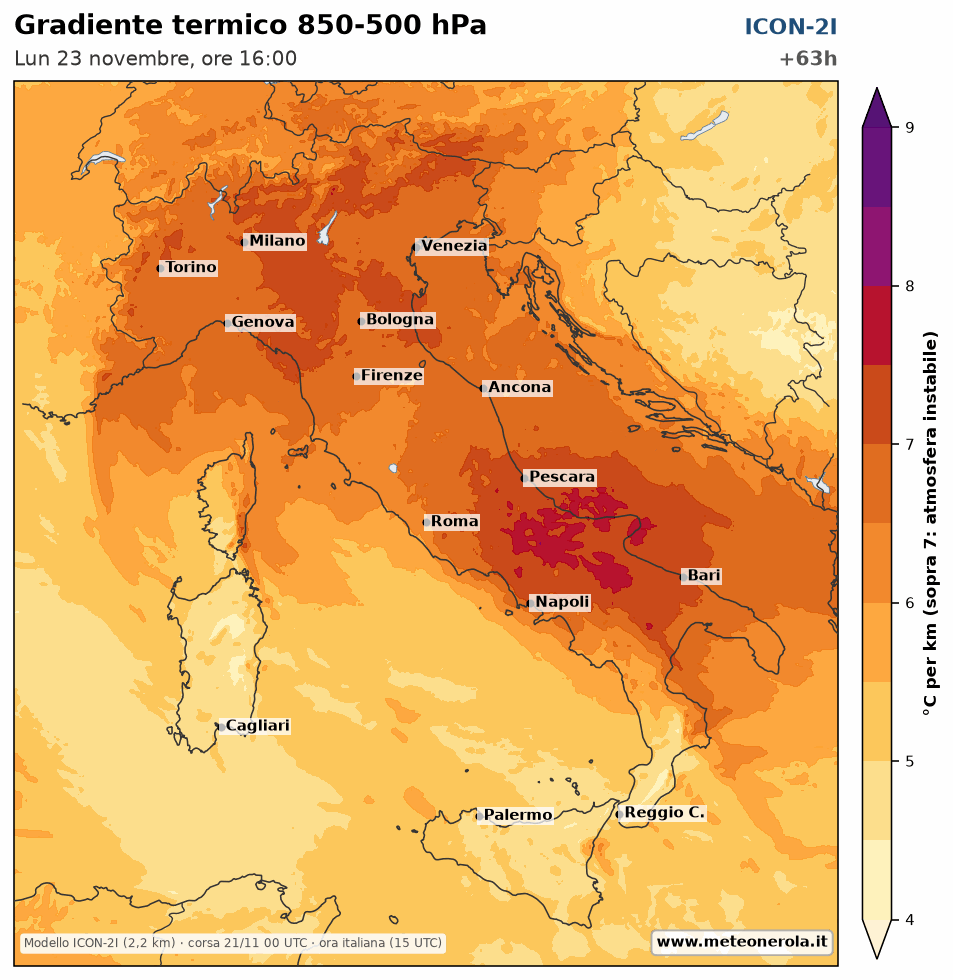 Gradiente termico 850-500 hPa
ICON-2I
Lun 23 novembre, ore 16:00
+63h
Milano
Venezia
Torino
Genova
Bologna
Firenze
Ancona
Pescara
Roma
Bari
Napoli
Cagliari
Palermo
Reggio C.
9
8
7
6
5
4
°C per km (sopra 7: atmosfera instabile)
Modello ICON-2I (2,2 km) · corsa 21/11 00 UTC · ora italiana (15 UTC)
www.meteonerola.it